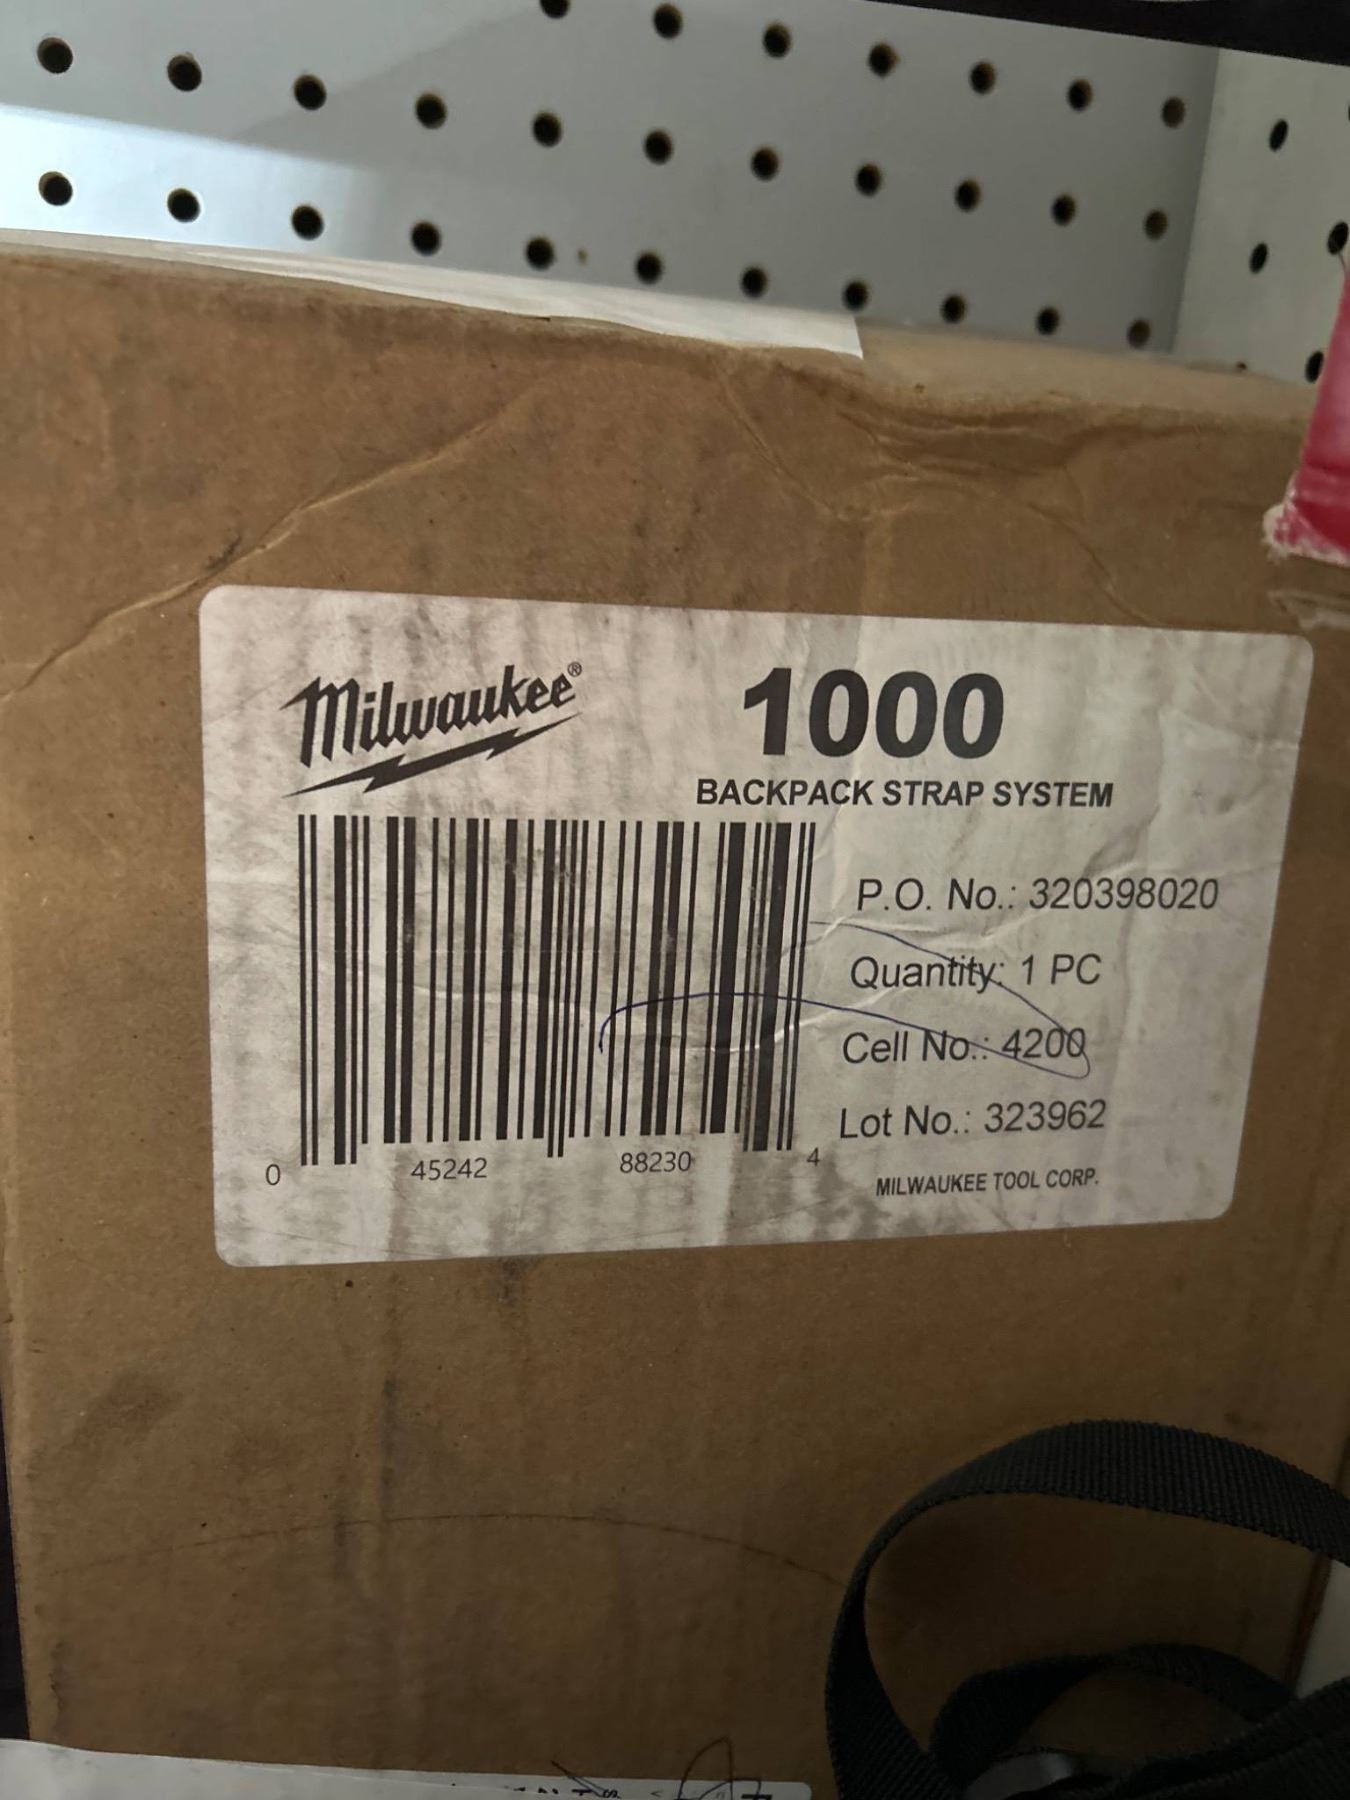 Milwaukee®
1000
BACKPACK STRAP SYSTEM
P.O. No.: 320398020
Quantity: 1 PC
Cell No.: 4200
Lot No.: 323962
MILWAUKEE TOOL CORP.
0 45242 88230 4